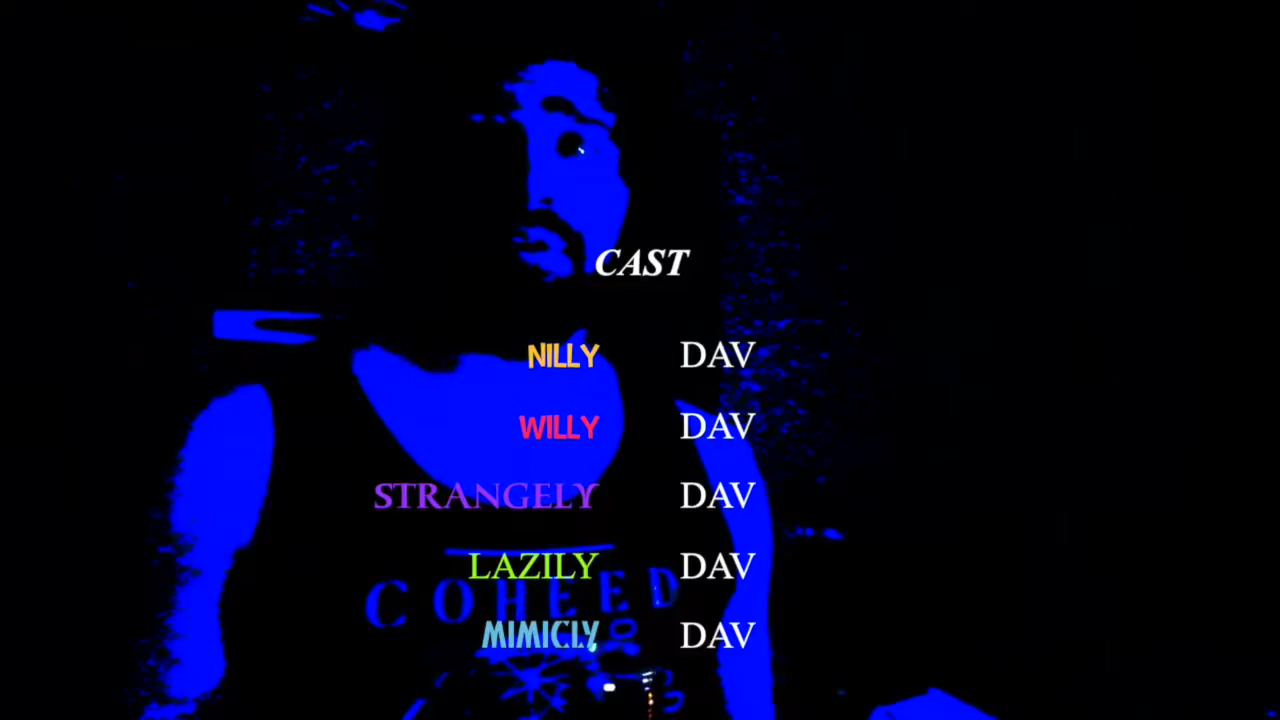 CAST
NILLY DAV
WILLY DAV
STRANGELY DAV
LAZILY DAV
COHEED
MIMICLY DAV